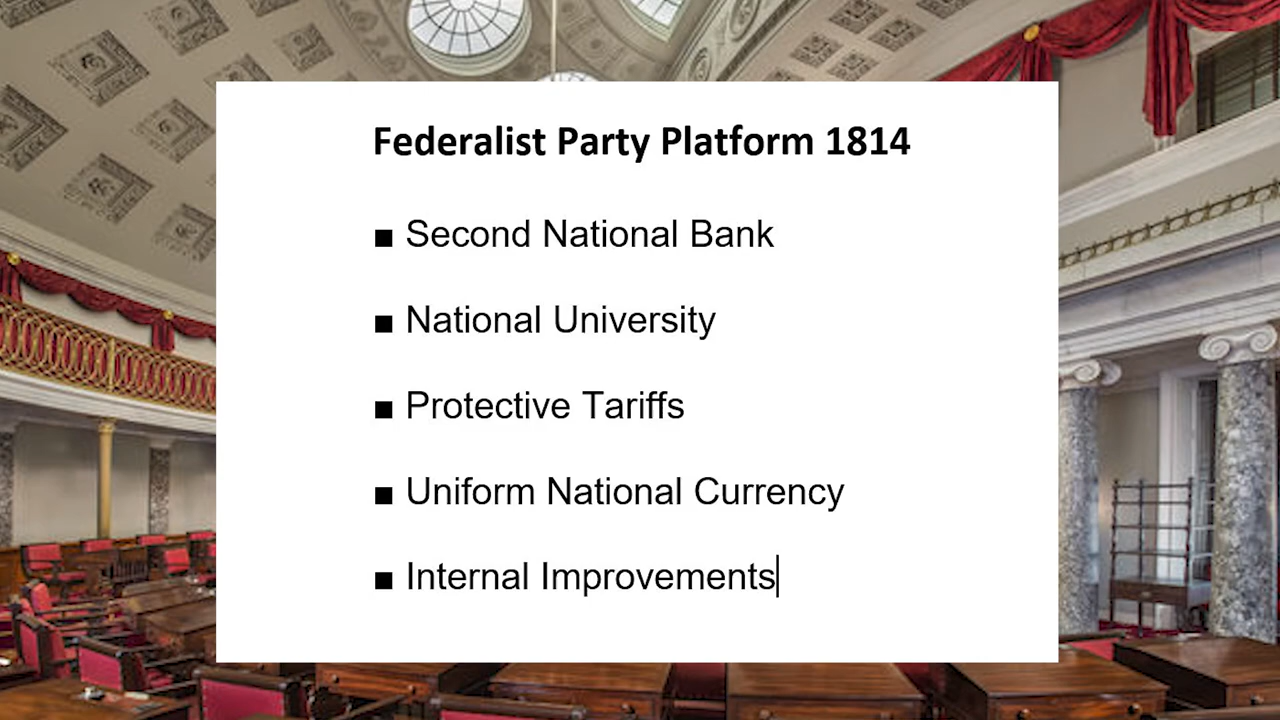 Federalist Party Platform 1814
■ Second National Bank
■ National University
■ Protective Tariffs
■ Uniform National Currency
■ Internal Improvements